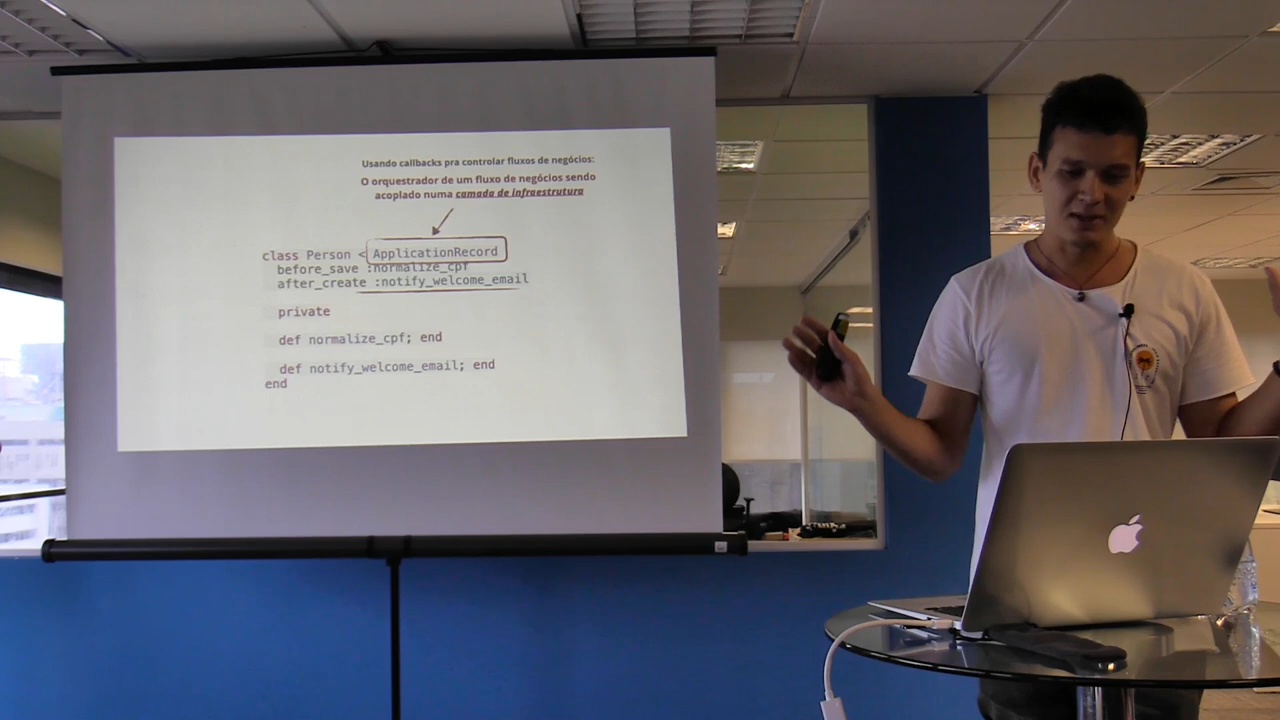 Usando callbacks pra controlar fluxos de negócios:
O orquestrador de um fluxo de negócios sendo
acoplado numa camada de infraestrutura
class Person < ApplicationRecord
before_save :normalize_cpf
after_create :notify_welcome_email
private
def normalize_cpf; end
def notify_welcome_email; end
end